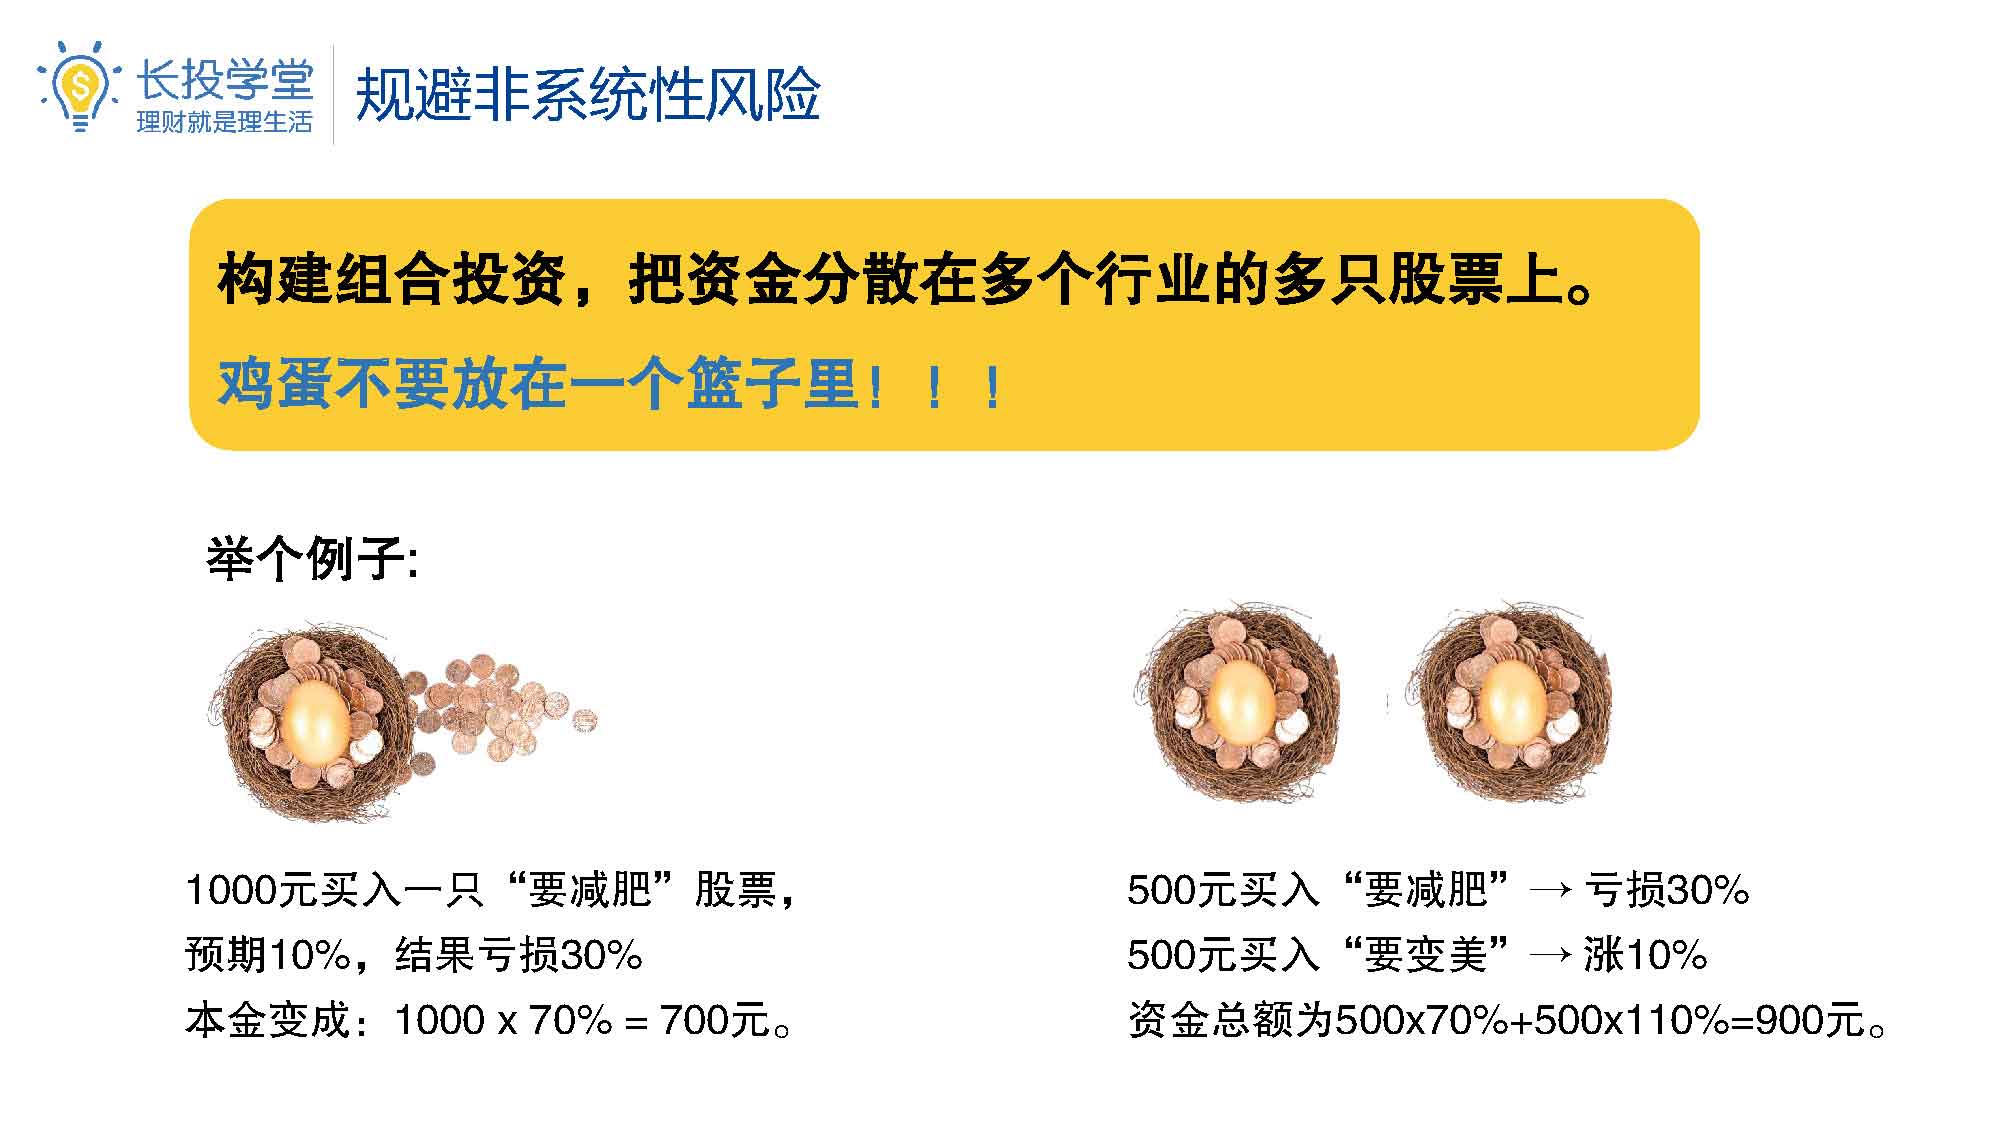 长投学堂
理财就是理生活
规避非系统性风险
构建组合投资，把资金分散在多个行业的多只股票上。
鸡蛋不要放在一个篮子里！！！
举个例子:
1000元买入一只“要减肥”股票，
预期10%，结果亏损30%
本金变成：1000 x 70% = 700元。
500元买入“要减肥”→ 亏损30%
500元买入“要变美”→ 涨10%
资金总额为500x70%+500x110%=900元。